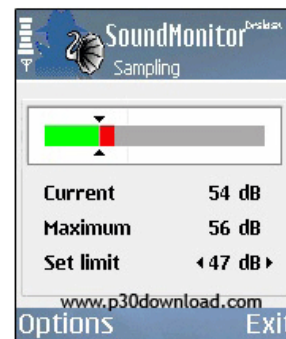 SoundMonitor
Sampling
Current 54 dB
Maximum 56 dB
Set limit 47 dB
www.p30download.com
Options Exit